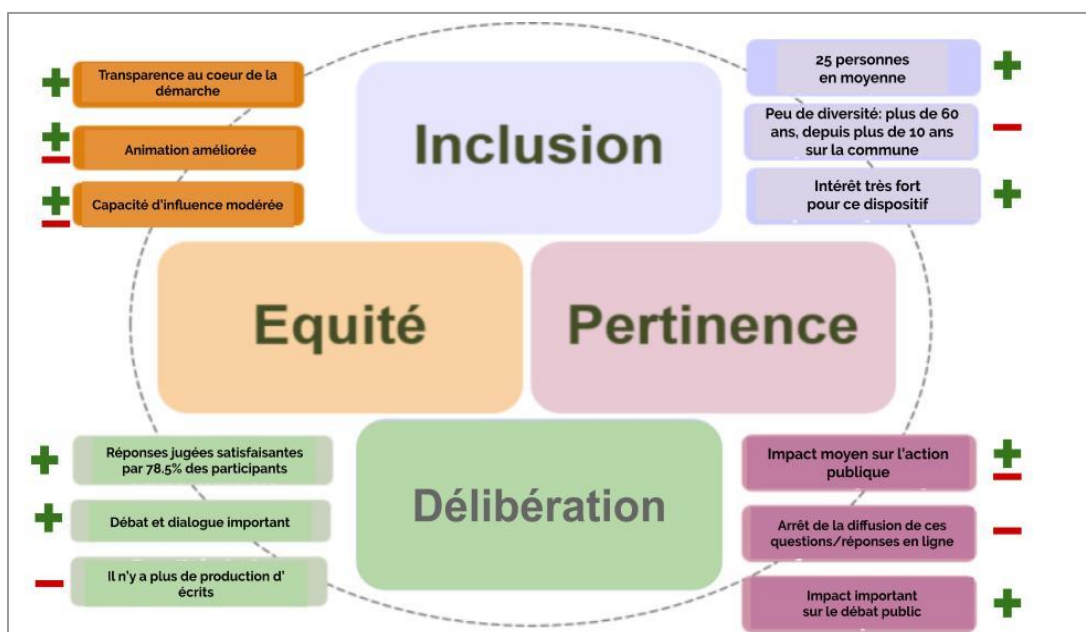 Transparence au coeur de la
démarche
Animation améliorée
Capacité d'influence modérée
Inclusion
25 personnes
en moyenne
Peu de diversité: plus de 60
ans, depuis plus de 10 ans
sur la commune
Intérêt très fort
pour ce dispositif
Equité
Pertinence
Réponses jugées satisfaisantes
par 78.5% des participants
Débat et dialogue important
Il n'y a plus de production d'
écrits
Délibération
Impact moyen sur l'action
publique
Arrêt de la diffusion de ces
questions/réponses en ligne
Impact important
sur le débat public